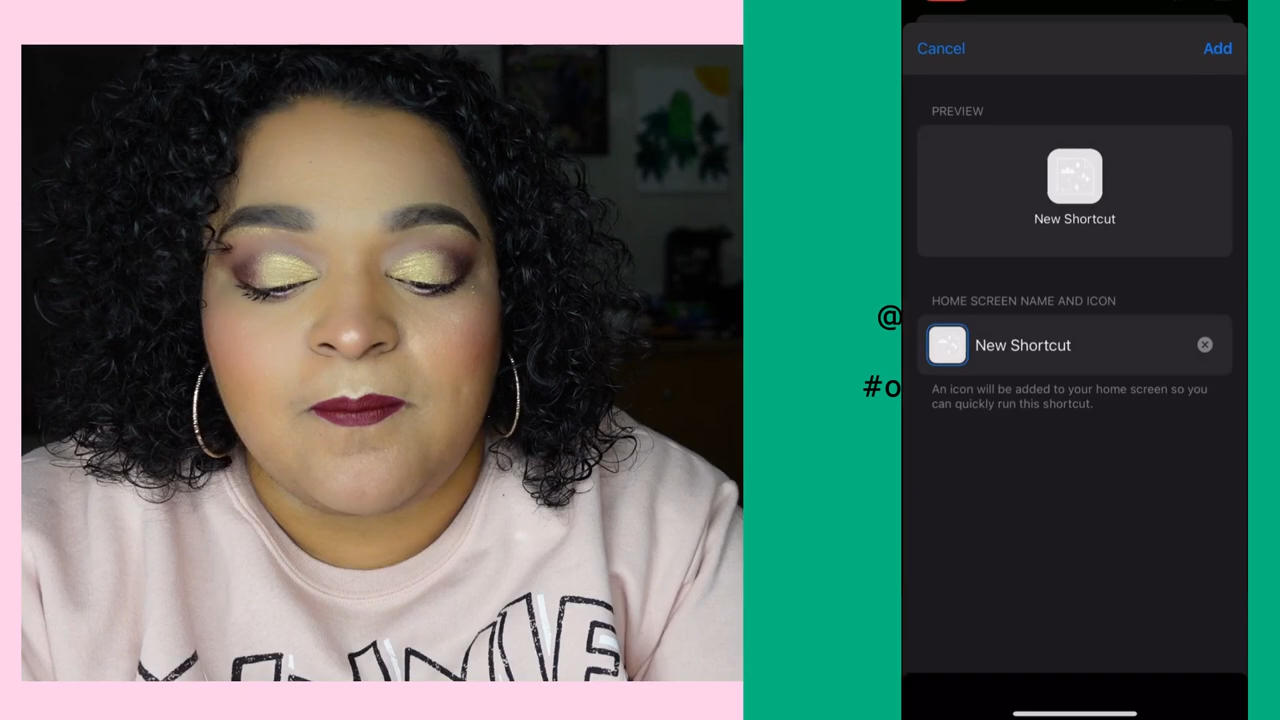 Cancel
Add
PREVIEW
New Shortcut
HOME SCREEN NAME AND ICON
New Shortcut
An icon will be added to your home screen so you
can quickly run this shortcut.
@
#o